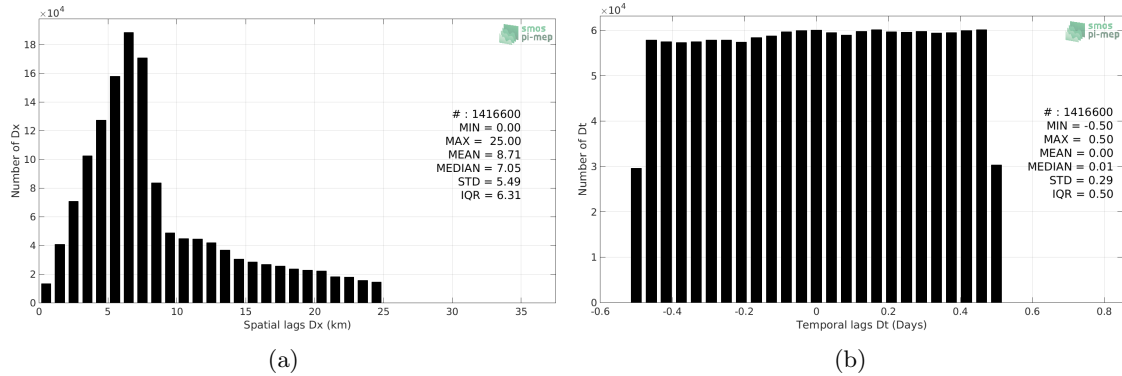 ×10⁴
18
16
14
12
10
8
6
4
2
0
Number of Dx
smos
pi-mep
# : 1416600
MIN = 0.00
MAX = 25.00
MEAN = 8.71
MEDIAN = 7.05
STD = 5.49
IQR = 6.31
0 5 10 15 20 25 30 35
Spatial lags Dx (km)
(a)
×10⁴
6
5
4
3
2
1
0
Number of Dt
smos
pi-mep
# : 1416600
MIN = -0.50
MAX = 0.50
MEAN = 0.00
MEDIAN = 0.01
STD = 0.29
IQR = 0.50
-0.6 -0.4 -0.2 0 0.2 0.4 0.6 0.8
Temporal lags Dt (Days)
(b)